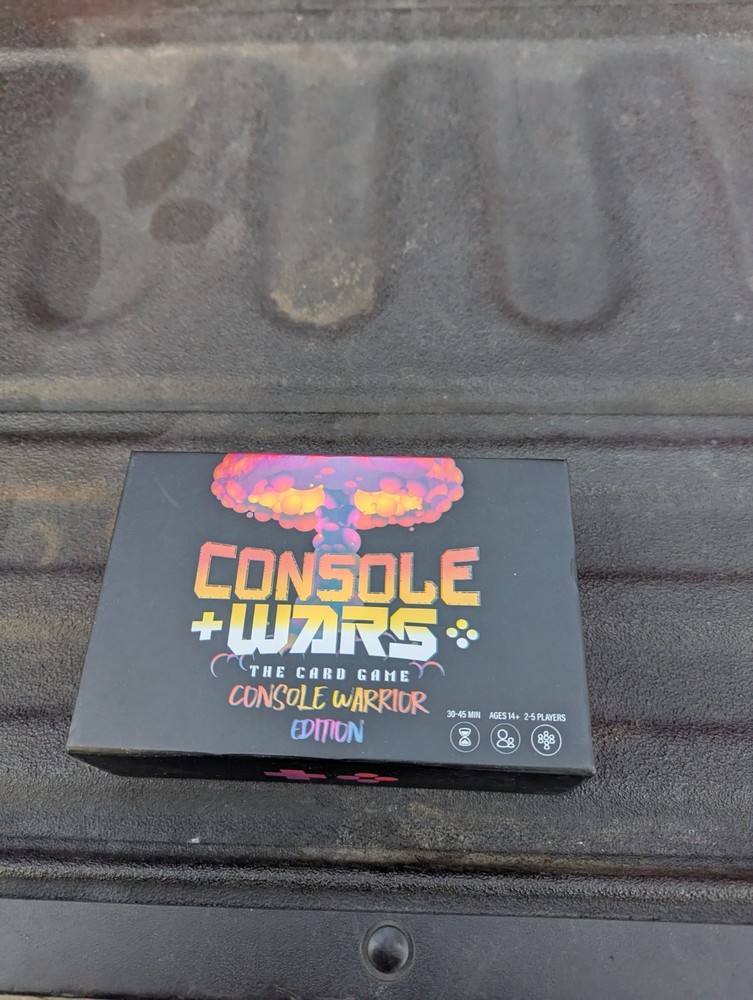 CONSOLE
WARS
THE CARD GAME
CONSOLE WARRIOR
EDITION
30-45 MIN AGES 14+ 2-5 PLAYERS